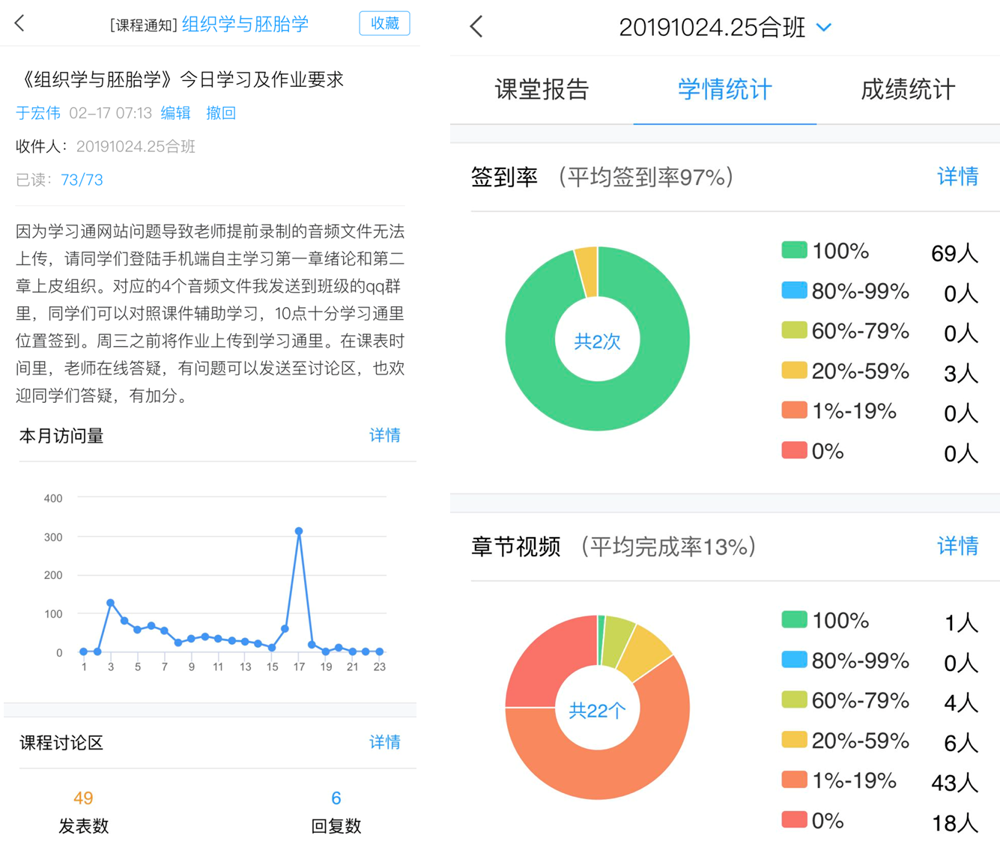 [课程通知] 组织学与胚胎学
收藏
《组织学与胚胎学》今日学习及作业要求
于宏伟 02-17 07:13 编辑 撤回
收件人： 20191024.25合班
已读： 73/73
因为学习通网站问题导致老师提前录制的音频文件无法
上传，请同学们登陆手机端自主学习第一章绪论和第二
章上皮组织。对应的4个音频文件我发送到班级的qq群
里，同学们可以对照课件辅助学习，10点十分学习通里
位置签到。周三之前将作业上传到学习通里。在课表时
间里，老师在线答疑，有问题可以发送至讨论区，也欢
迎同学们答疑，有加分。
本月访问量 详情
400
300
200
100
0
1 3 5 7 9 11 13 15 17 19 21 23
课程讨论区 详情
49 6
发表数 回复数
20191024.25合班
课堂报告 学情统计 成绩统计
签到率 （平均签到率97%） 详情
共2次
100% 69人
80%-99% 0人
60%-79% 0人
20%-59% 3人
1%-19% 0人
0% 0人
章节视频 （平均完成率13%） 详情
共22个
100% 1人
80%-99% 0人
60%-79% 4人
20%-59% 6人
1%-19% 43人
0% 18人